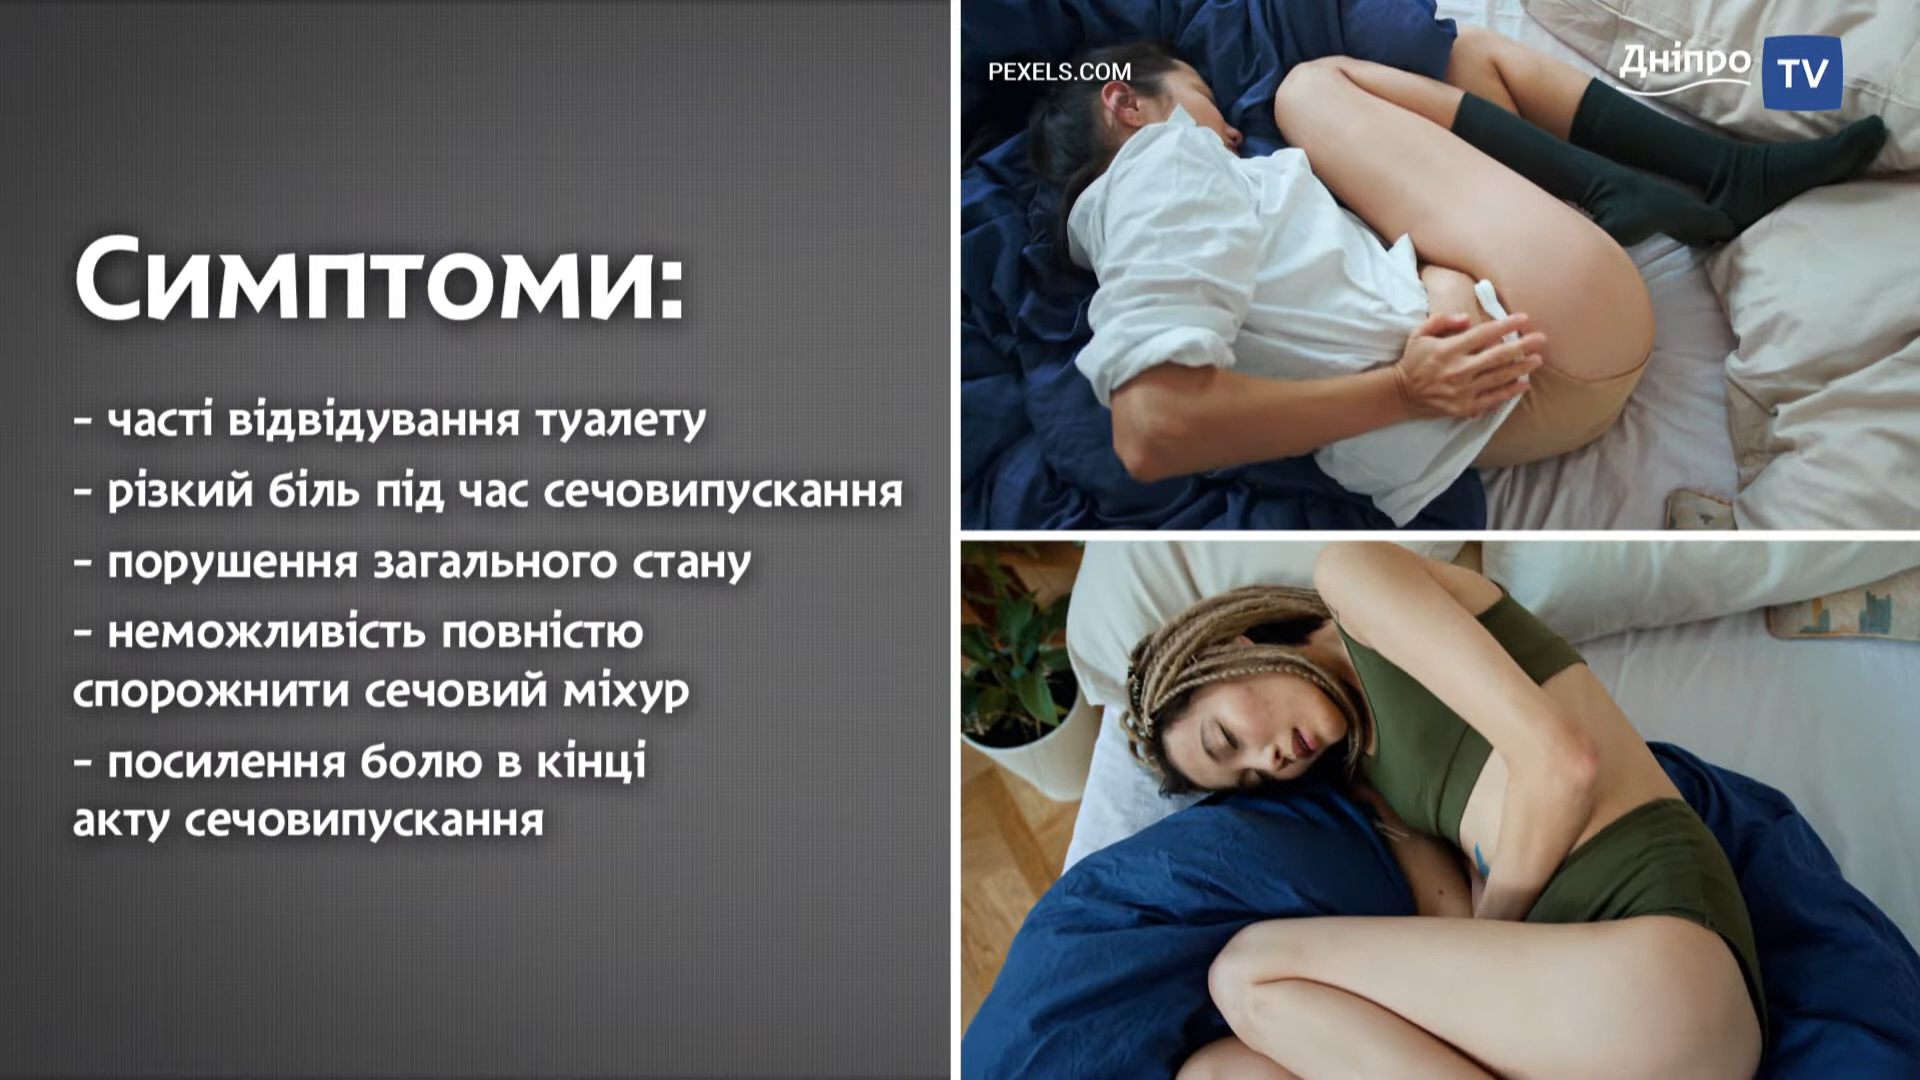 Симптоми:
- часті відвідування туалету
- різкий біль під час сечовипускання
- порушення загального стану
- неможливість повністю
спорожнити сечовий міхур
- посилення болю в кінці
акту сечовипускання
PEXELS.COM
Дніпро TV